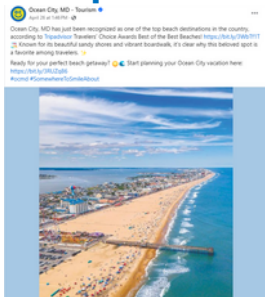 Ocean City, MD - Tourism
April 26 at 1:48 PM
Ocean City, MD has just been recognized as one of the top beach destinations in the country,
according to Tripadvisor Travelers' Choice Awards Best of the Best Beaches!
Known for its beautiful sandy shores and vibrant boardwalk, it's clear why this beloved spot is
a favorite among travelers.
Ready for your perfect beach getaway? Start planning your Ocean City vacation here:
#ocmd #SomewhereToSmileAbout